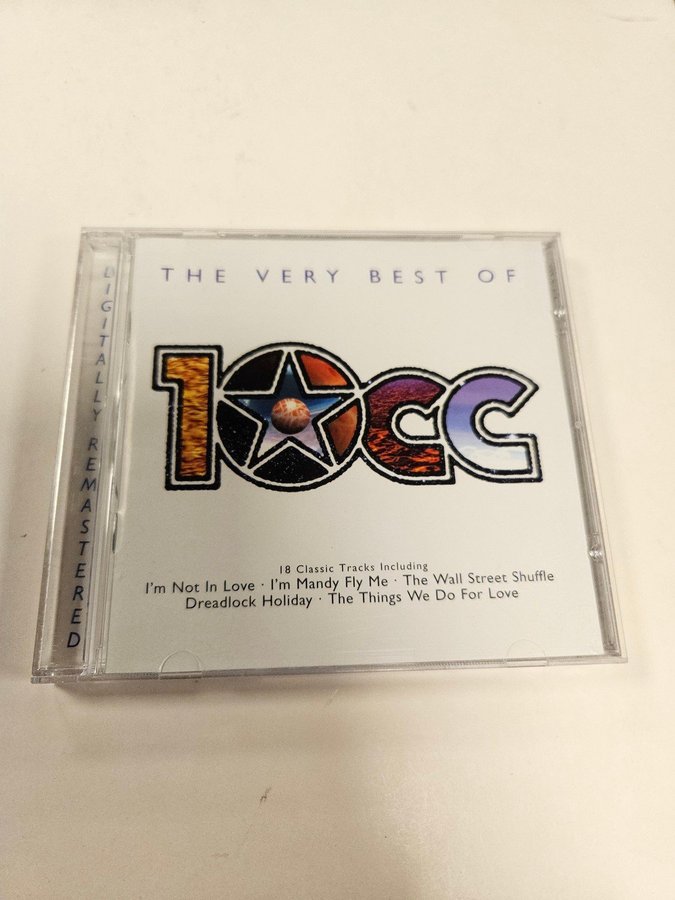 DIGITALLY REMASTERED
THE VERY BEST OF
10cc
18 Classic Tracks Including
I'm Not In Love · I'm Mandy Fly Me · The Wall Street Shuffle
Dreadlock Holiday · The Things We Do For Love